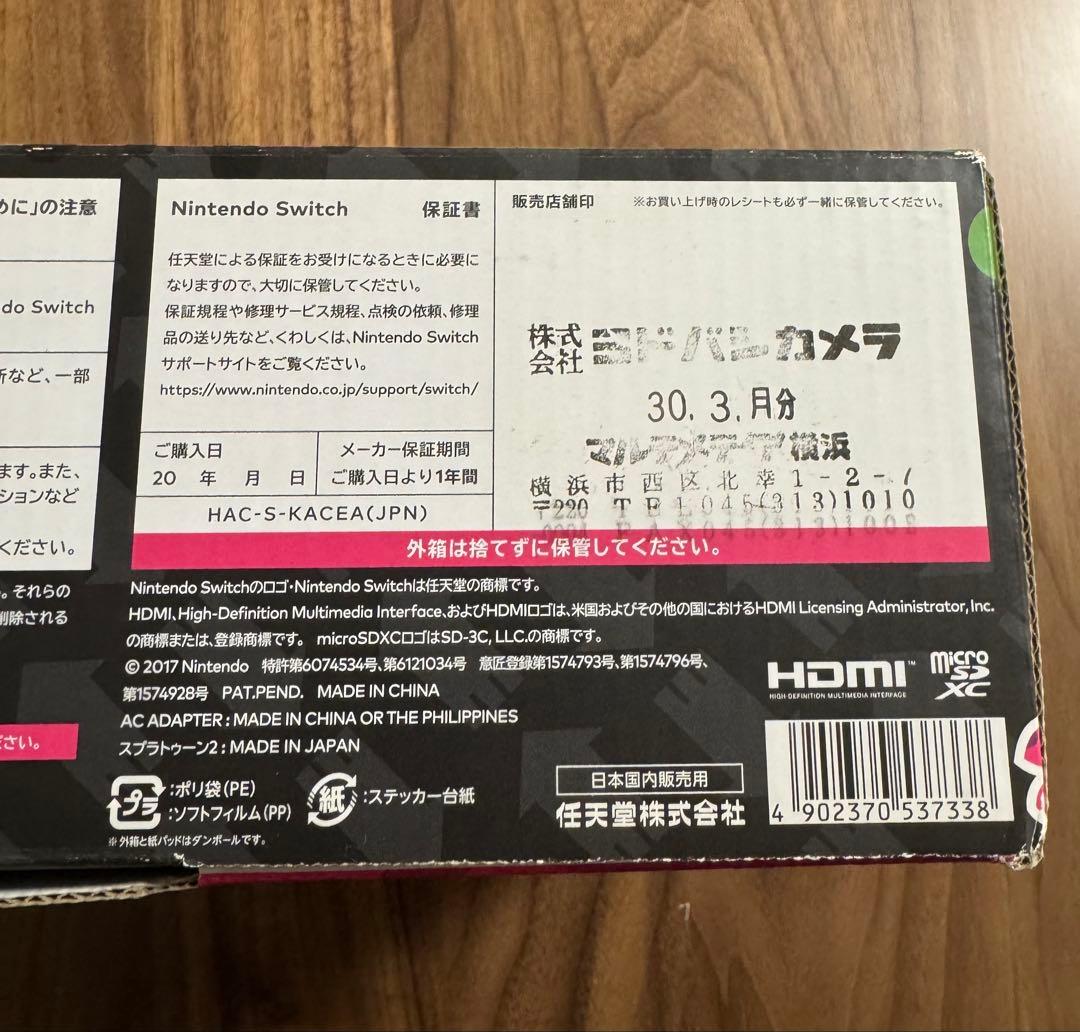 めに」の注意
do Switch
所など、一部
ます。また、
ションなど
ください。
。それらの
削除される
ださい。
Nintendo Switch 保証書
任天堂による保証をお受けになるときに必要に
なりますので、大切に保管してください。
保証規程や修理サービス規程、点検の依頼、修理
品の送り先など、くわしくは、Nintendo Switch
サポートサイトをご覧ください。
https://www.nintendo.co.jp/support/switch/
ご購入日
20 年 月 日
メーカー保証期間
ご購入日より1年間
HAC-S-KACEA(JPN)
販売店舗印 ※お買い上げ時のレシートも必ず一緒に保管してください。
株式会社 ヨドバシカメラ
30. 3. 月分
マルチメディア横浜
横浜市西区北幸1-2-7
〒220 TEL045(313)1010
外箱は捨てずに保管してください。
Nintendo Switchのロゴ・Nintendo Switchは任天堂の商標です。
HDMI、High-Definition Multimedia Interface、およびHDMIロゴは、米国およびその他の国におけるHDMI Licensing Administrator, Inc.
の商標または、登録商標です。 microSDXCロゴはSD-3C, LLC.の商標です。
© 2017 Nintendo 特許第6074534号、第6121034号 意匠登録第1574793号、第1574796号、
第1574928号 PAT.PEND. MADE IN CHINA
AC ADAPTER : MADE IN CHINA OR THE PHILIPPINES
スプラトゥーン2 : MADE IN JAPAN
HDMI™
HIGH-DEFINITION MULTIMEDIA INTERFACE
micro SD XC
プラ :ポリ袋(PE)
:ソフトフィルム(PP)
紙 :ステッカー台紙
※外箱と紙パッドはダンボールです。
日本国内販売用
任天堂株式会社
4 902370 537338